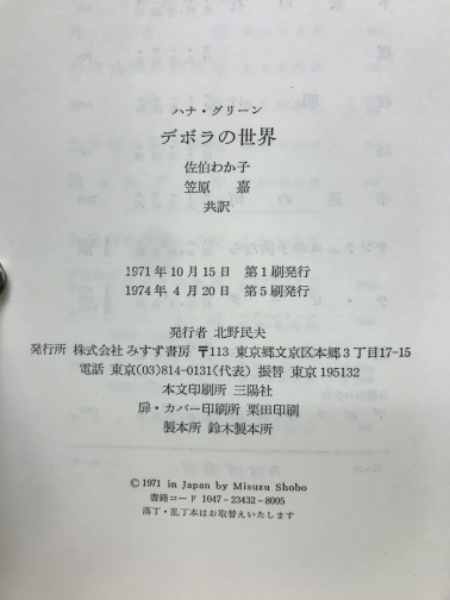 ハナ・グリーン
デボラの世界
佐伯わか子
笠原 嘉
共訳
1971年10月15日 第1刷発行
1974年4月20日 第5刷発行
発行者 北野民夫
発行所 株式会社みすず書房 〒113 東京郷文京区本郷3丁目17-15
電話 東京(03)814-0131(代表) 振替 東京195132
本文印刷所 三陽社
扉・カバー印刷所 栗田印刷
製本所 鈴木製本所
© 1971 in Japan by Misuzu Shobo
書籍コード 1047-23432-8005
落丁・乱丁本はお取替えいたします